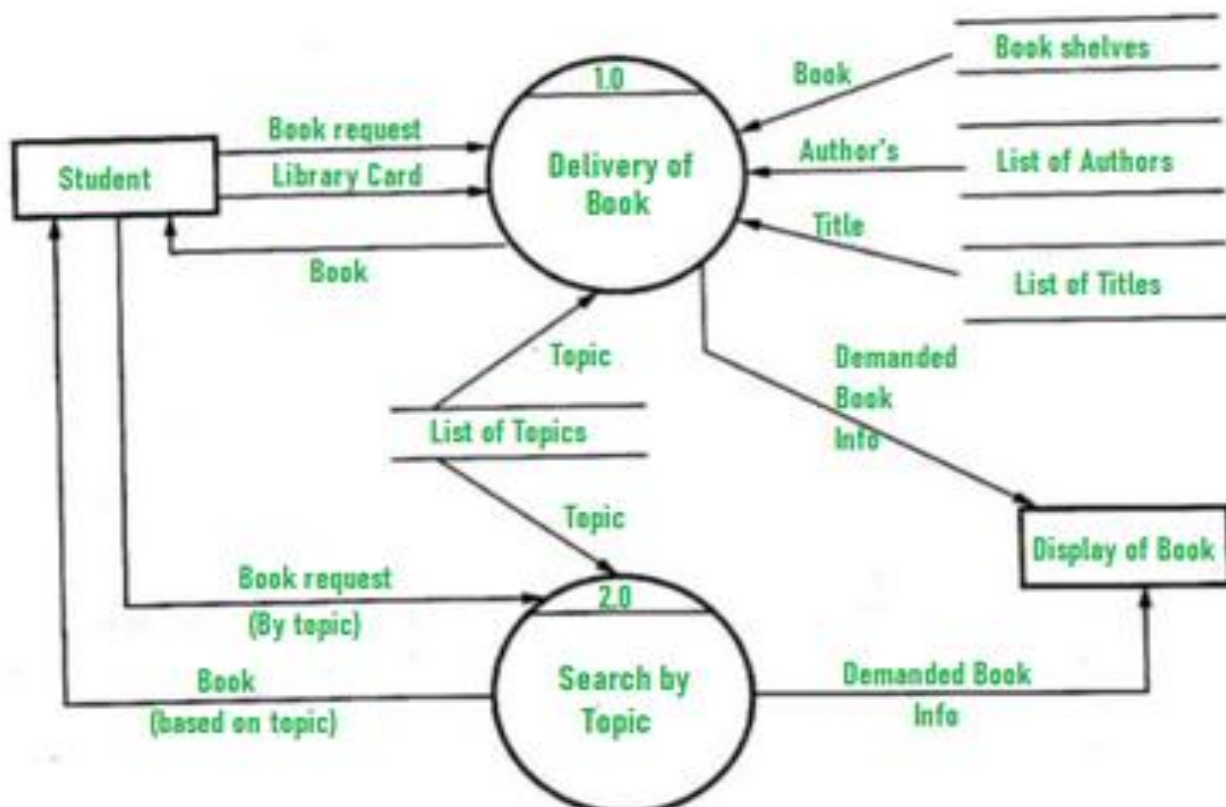 Book shelves
1.0
Book
Book request
Author's
List of Authors
Student
Library Card
Delivery of
Book
Title
Book
List of Titles
Topic
Demanded
Book
Info
List of Topics
Topic
Display of Book
Book request
(By topic)
2.0
Book
(based on topic)
Search by
Topic
Demanded Book
Info